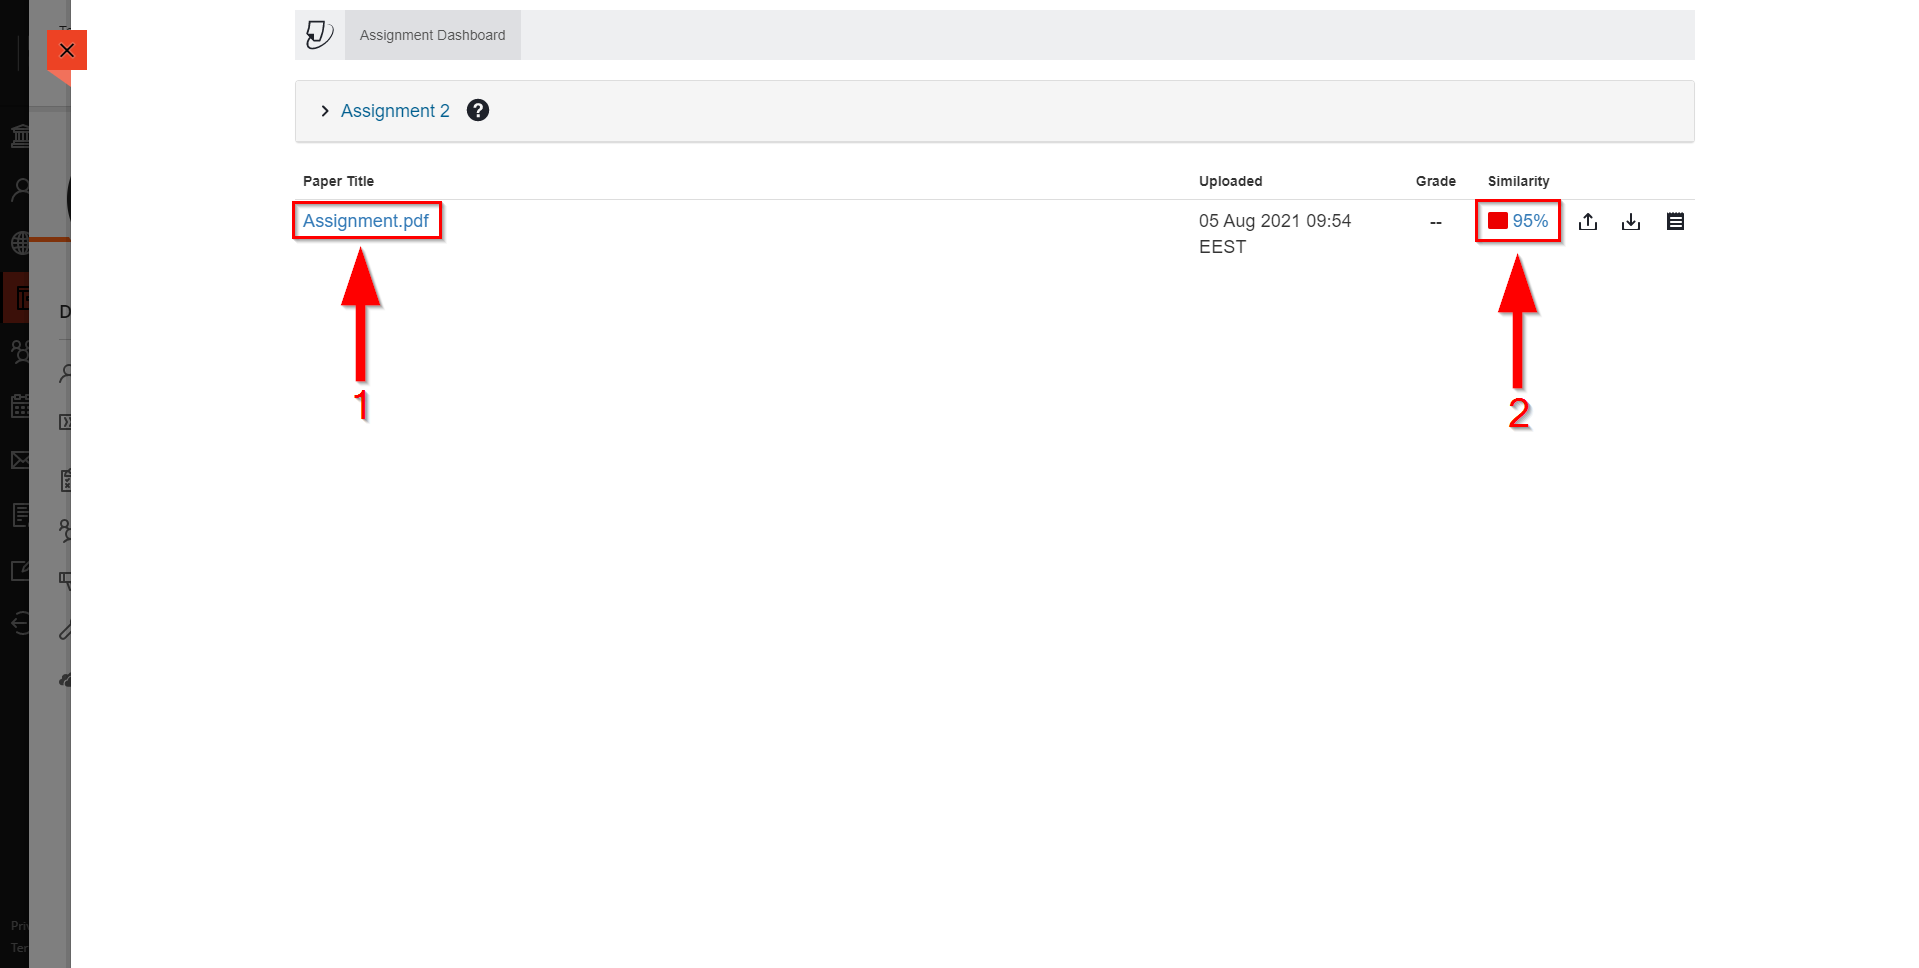 Assignment Dashboard
Assignment 2 ?
Paper Title Uploaded Grade Similarity
Assignment.pdf 05 Aug 2021 09:54 -- 95%
EEST
1
2
D